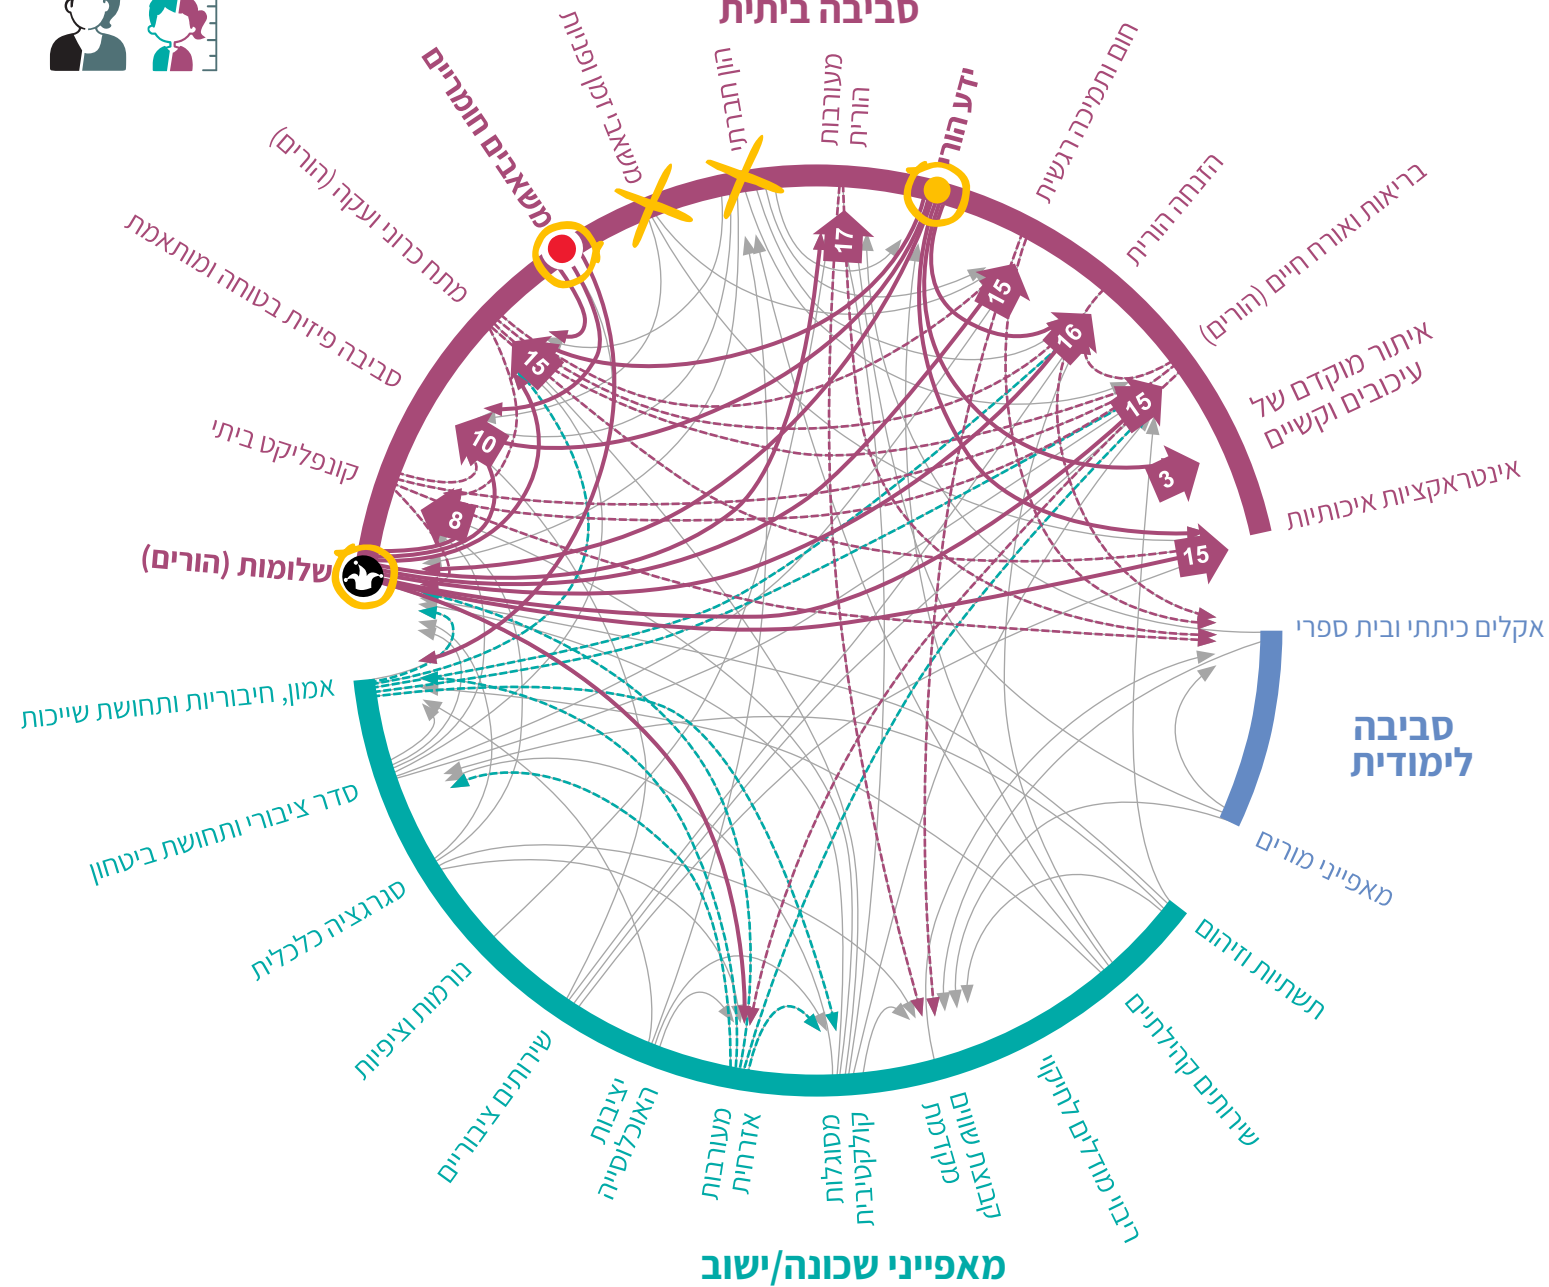 סביבה ביתית
משאבים חומריים
משאבי זמן ופניות
הון תרבותי
מעורבות
הורית
ידע הורי
חום ותמיכה רגשית
הזנחה הורית
בריאות ואורח חיים (הורים)
איתור מוקדם של
עיכובים וקשיים
אינטראקציות איכותיות
מתח כרוני ועקה (הורים)
סביבה פיזית בטוחה ומותאמת
קונפליקט ביתי
שלומות (הורים)
17
15
16
15
3
15
15
10
8
אקלים כיתתי ובית ספרי
סביבה
לימודית
מאפייני מורים
אמון, חיבוריות ותחושת שייכות
סדר ציבורי ותחושת ביטחון
סגרגציה כלכלית
נורמות וציפיות
שירותים ציבוריים
יציבות
האוכלוסייה
מעורבות
אזרחית
מסוגלות
קולקטיבית
קבוצת שווים
מקדמת
ריבוי מודלים לחיקוי
שירותים קהילתיים
תשתיות וזיהום
מאפייני שכונה/ישוב